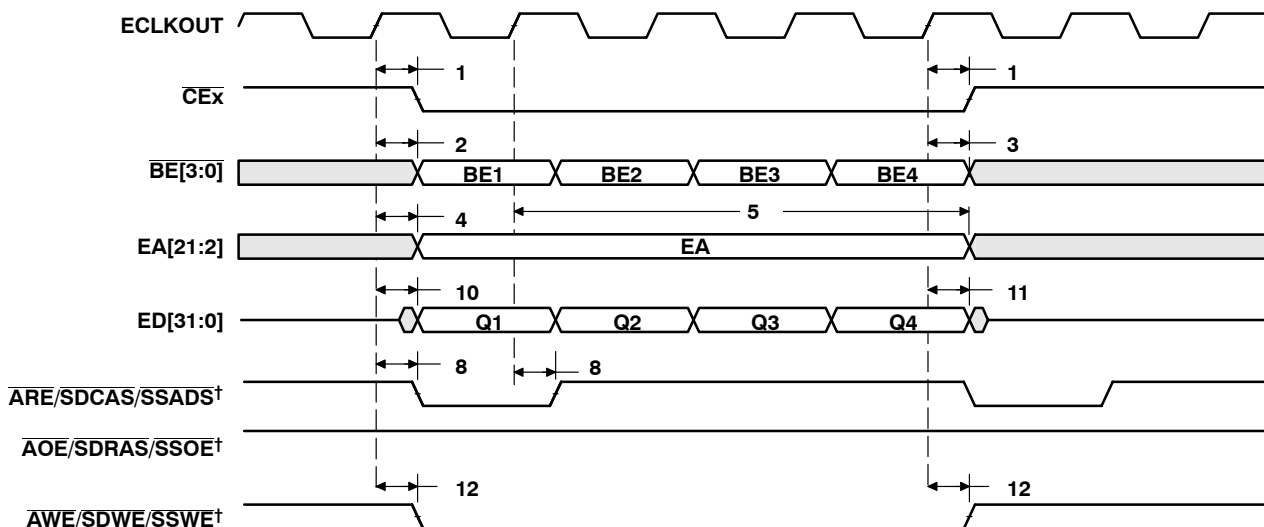 ECLKOUT
1 1
CEx
2 3
BE[3:0] BE1 BE2 BE3 BE4
5
4
EA[21:2] EA
10 11
ED[31:0] Q1 Q2 Q3 Q4
8 8
ARE/SDCAS/SSADS†
AOE/SDRAS/SSOE†
12 12
AWE/SDWE/SSWE†